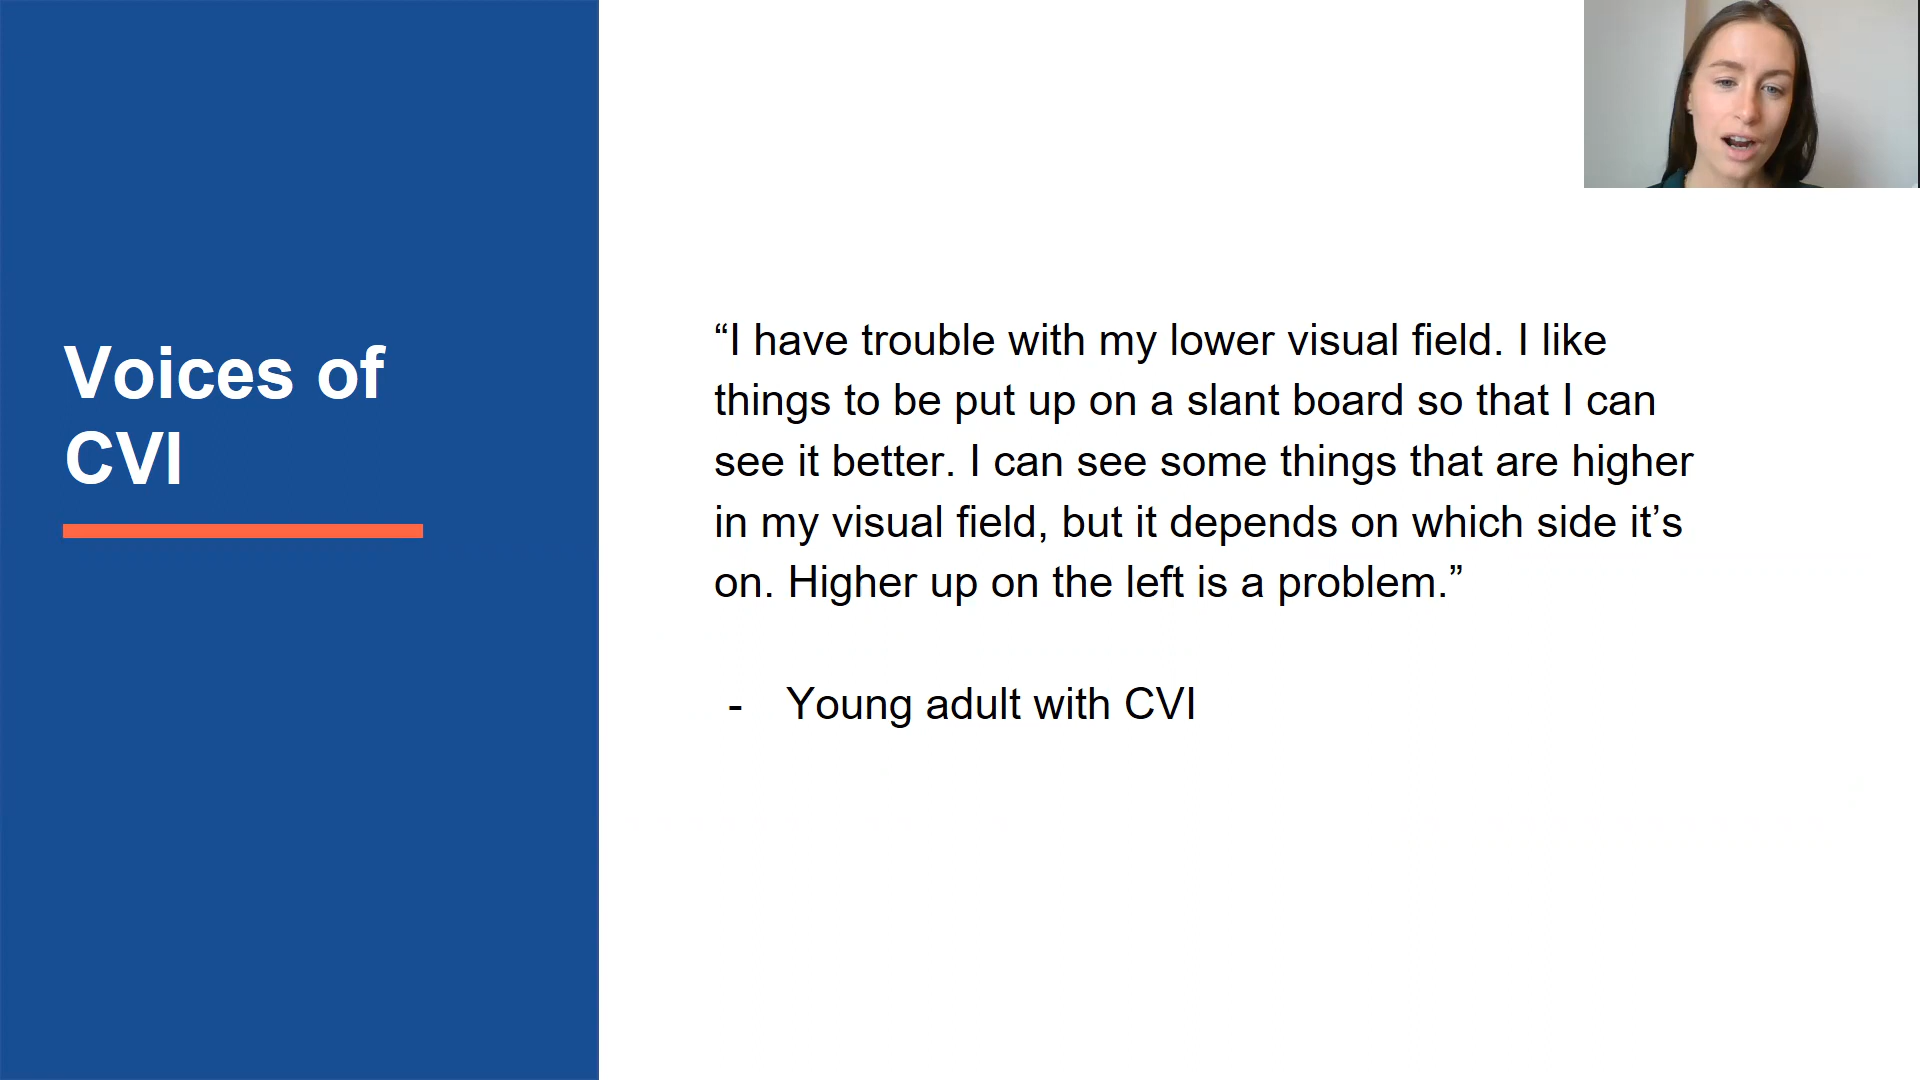 Voices of
CVI
“I have trouble with my lower visual field. I like
things to be put up on a slant board so that I can
see it better. I can see some things that are higher
in my visual field, but it depends on which side it’s
on. Higher up on the left is a problem.”
- Young adult with CVI